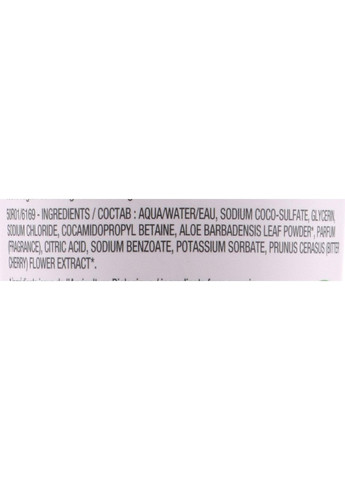 50R01/6169 - INGREDIENTS / СОСТАВ : AQUA/WATER/EAU, SODIUM COCO-SULFATE, GLYCERIN,
SODIUM CHLORIDE, COCAMIDOPROPYL BETAINE, ALOE BARBADENSIS LEAF POWDER*, PARFUM
(FRAGRANCE), CITRIC ACID, SODIUM BENZOATE, POTASSIUM SORBATE, PRUNUS CERASUS (BITTER
CHERRY) FLOWER EXTRACT*.